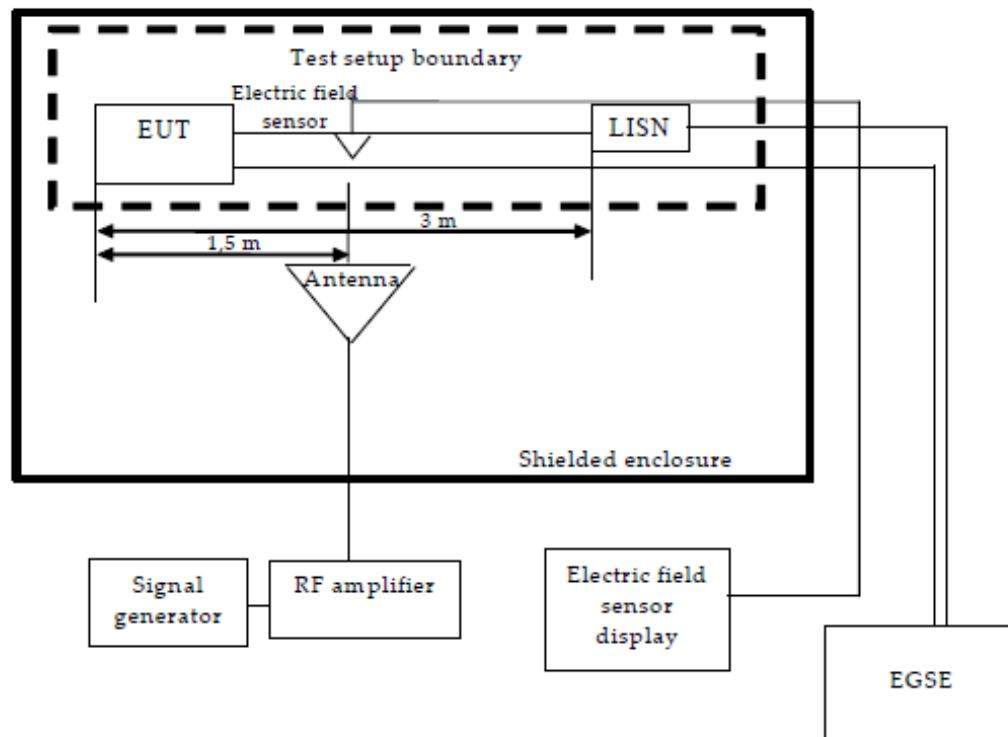 Test setup boundary
Electric field
sensor
EUT
LISN
3 m
1,5 m
Antenna
Shielded enclosure
Signal
generator
RF amplifier
Electric field
sensor
display
EGSE